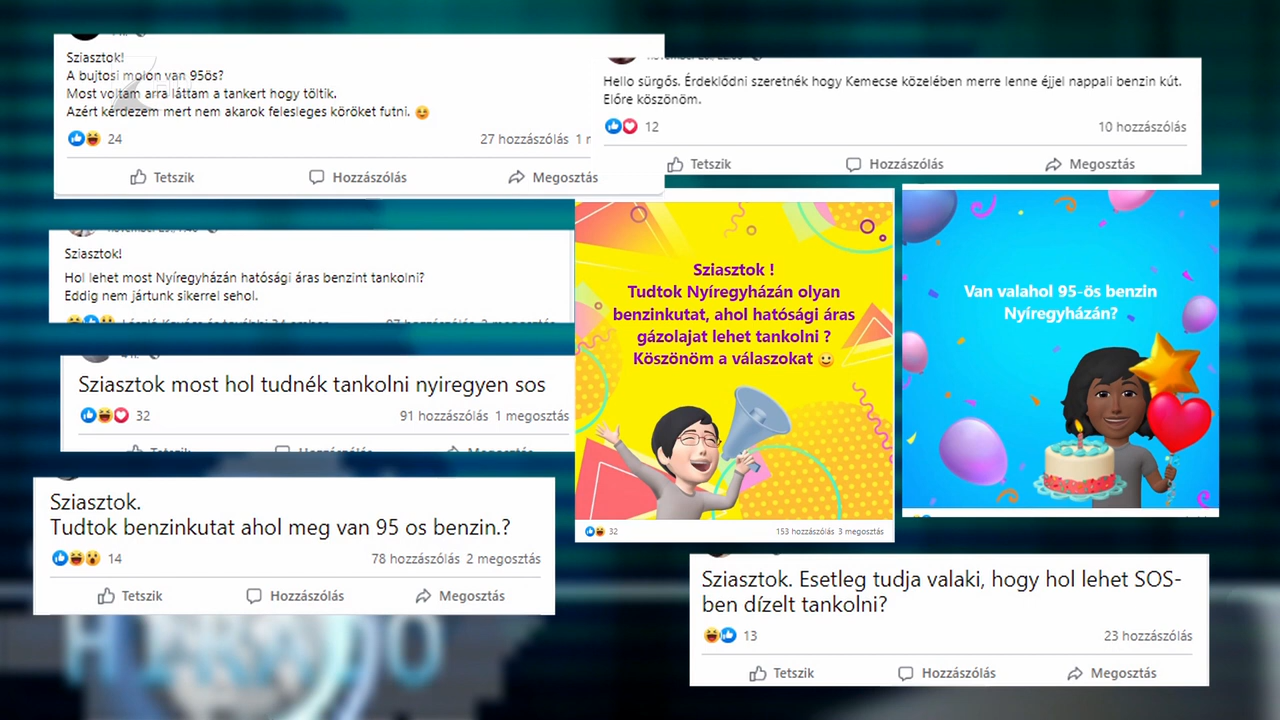 Sziasztok!
A bujtosi molon van 95ös?
Most voltam arra láttam a tankert hogy töltik.
Azért kérdezem mert nem akarok felesleges köröket futni.
24
27 hozzászólás 1
Tetszik Hozzászólás Megosztás
Hello sürgős. Érdeklődni szeretnék hogy Kemecse közelében merre lenne éjjel nappali benzin kút.
Előre köszönöm.
12
10 hozzászólás
Tetszik Hozzászólás Megosztás
Sziasztok!
Hol lehet most Nyíregyházán hatósági áras benzint tankolni?
Eddig nem jártunk sikerrel sehol.
Sziasztok most hol tudnék tankolni nyiregyen sos
32
91 hozzászólás 1 megosztás
Tetszik Hozzászólás Megosztás
Sziasztok.
Tudtok benzinkutat ahol meg van 95 os benzin.?
14
78 hozzászólás 2 megosztás
Tetszik Hozzászólás Megosztás
Sziasztok !
Tudtok Nyíregyházán olyan
benzinkutat, ahol hatósági áras
gázolajat lehet tankolni ?
Köszönöm a válaszokat
32
153 hozzászólás 3 megosztás
Van valahol 95-ös benzin
Nyíregyházán?
Sziasztok. Esetleg tudja valaki, hogy hol lehet SOS-
ben dízelt tankolni?
13
23 hozzászólás
Tetszik Hozzászólás Megosztás